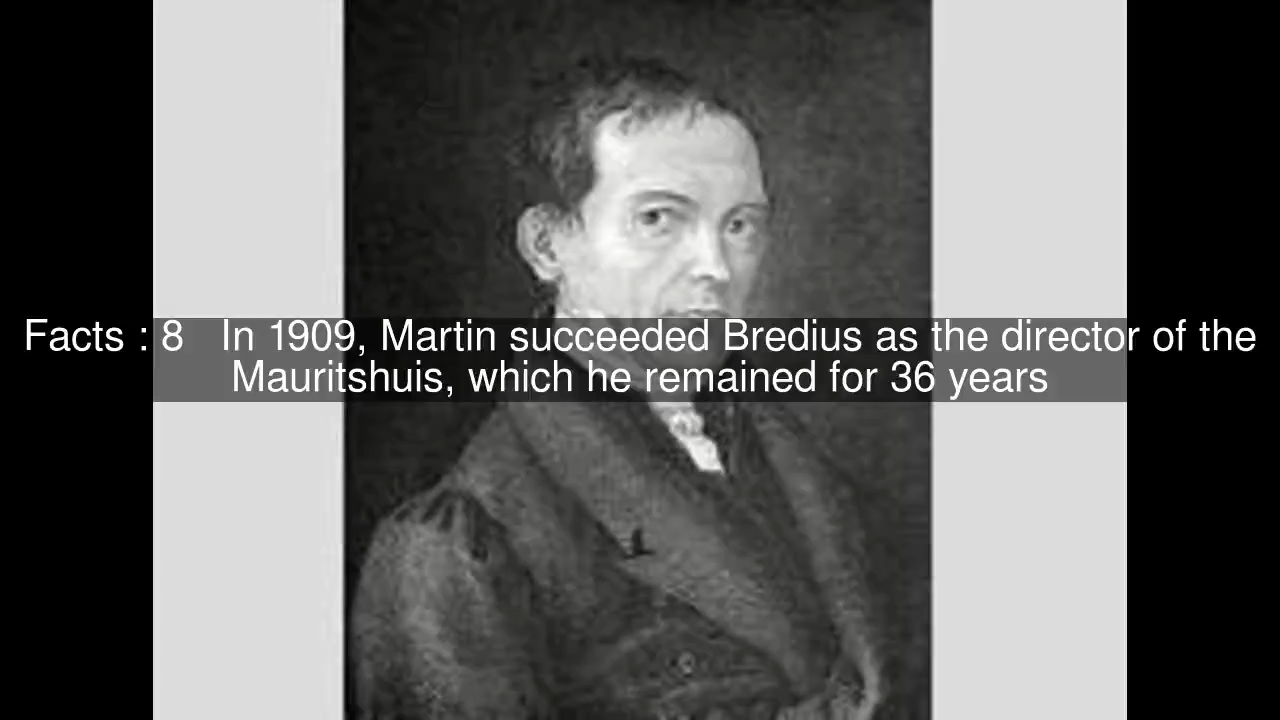 Facts : 8   In 1909, Martin succeeded Bredius as the director of the
Mauritshuis, which he remained for 36 years